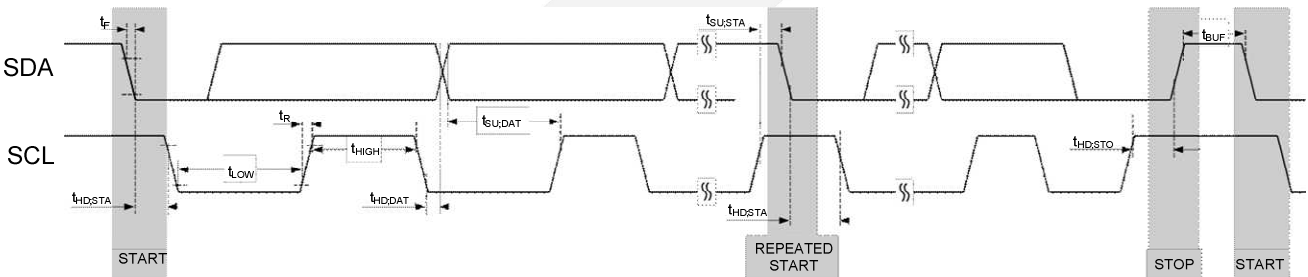 tF
tSU;STA
tBUF
SDA
tR
tSU;DAT
SCL
tHIGH
tHD;STO
tLOW
tHD;STA
tHD;DAT
tHD;STA
START
REPEATED
START
STOP
START